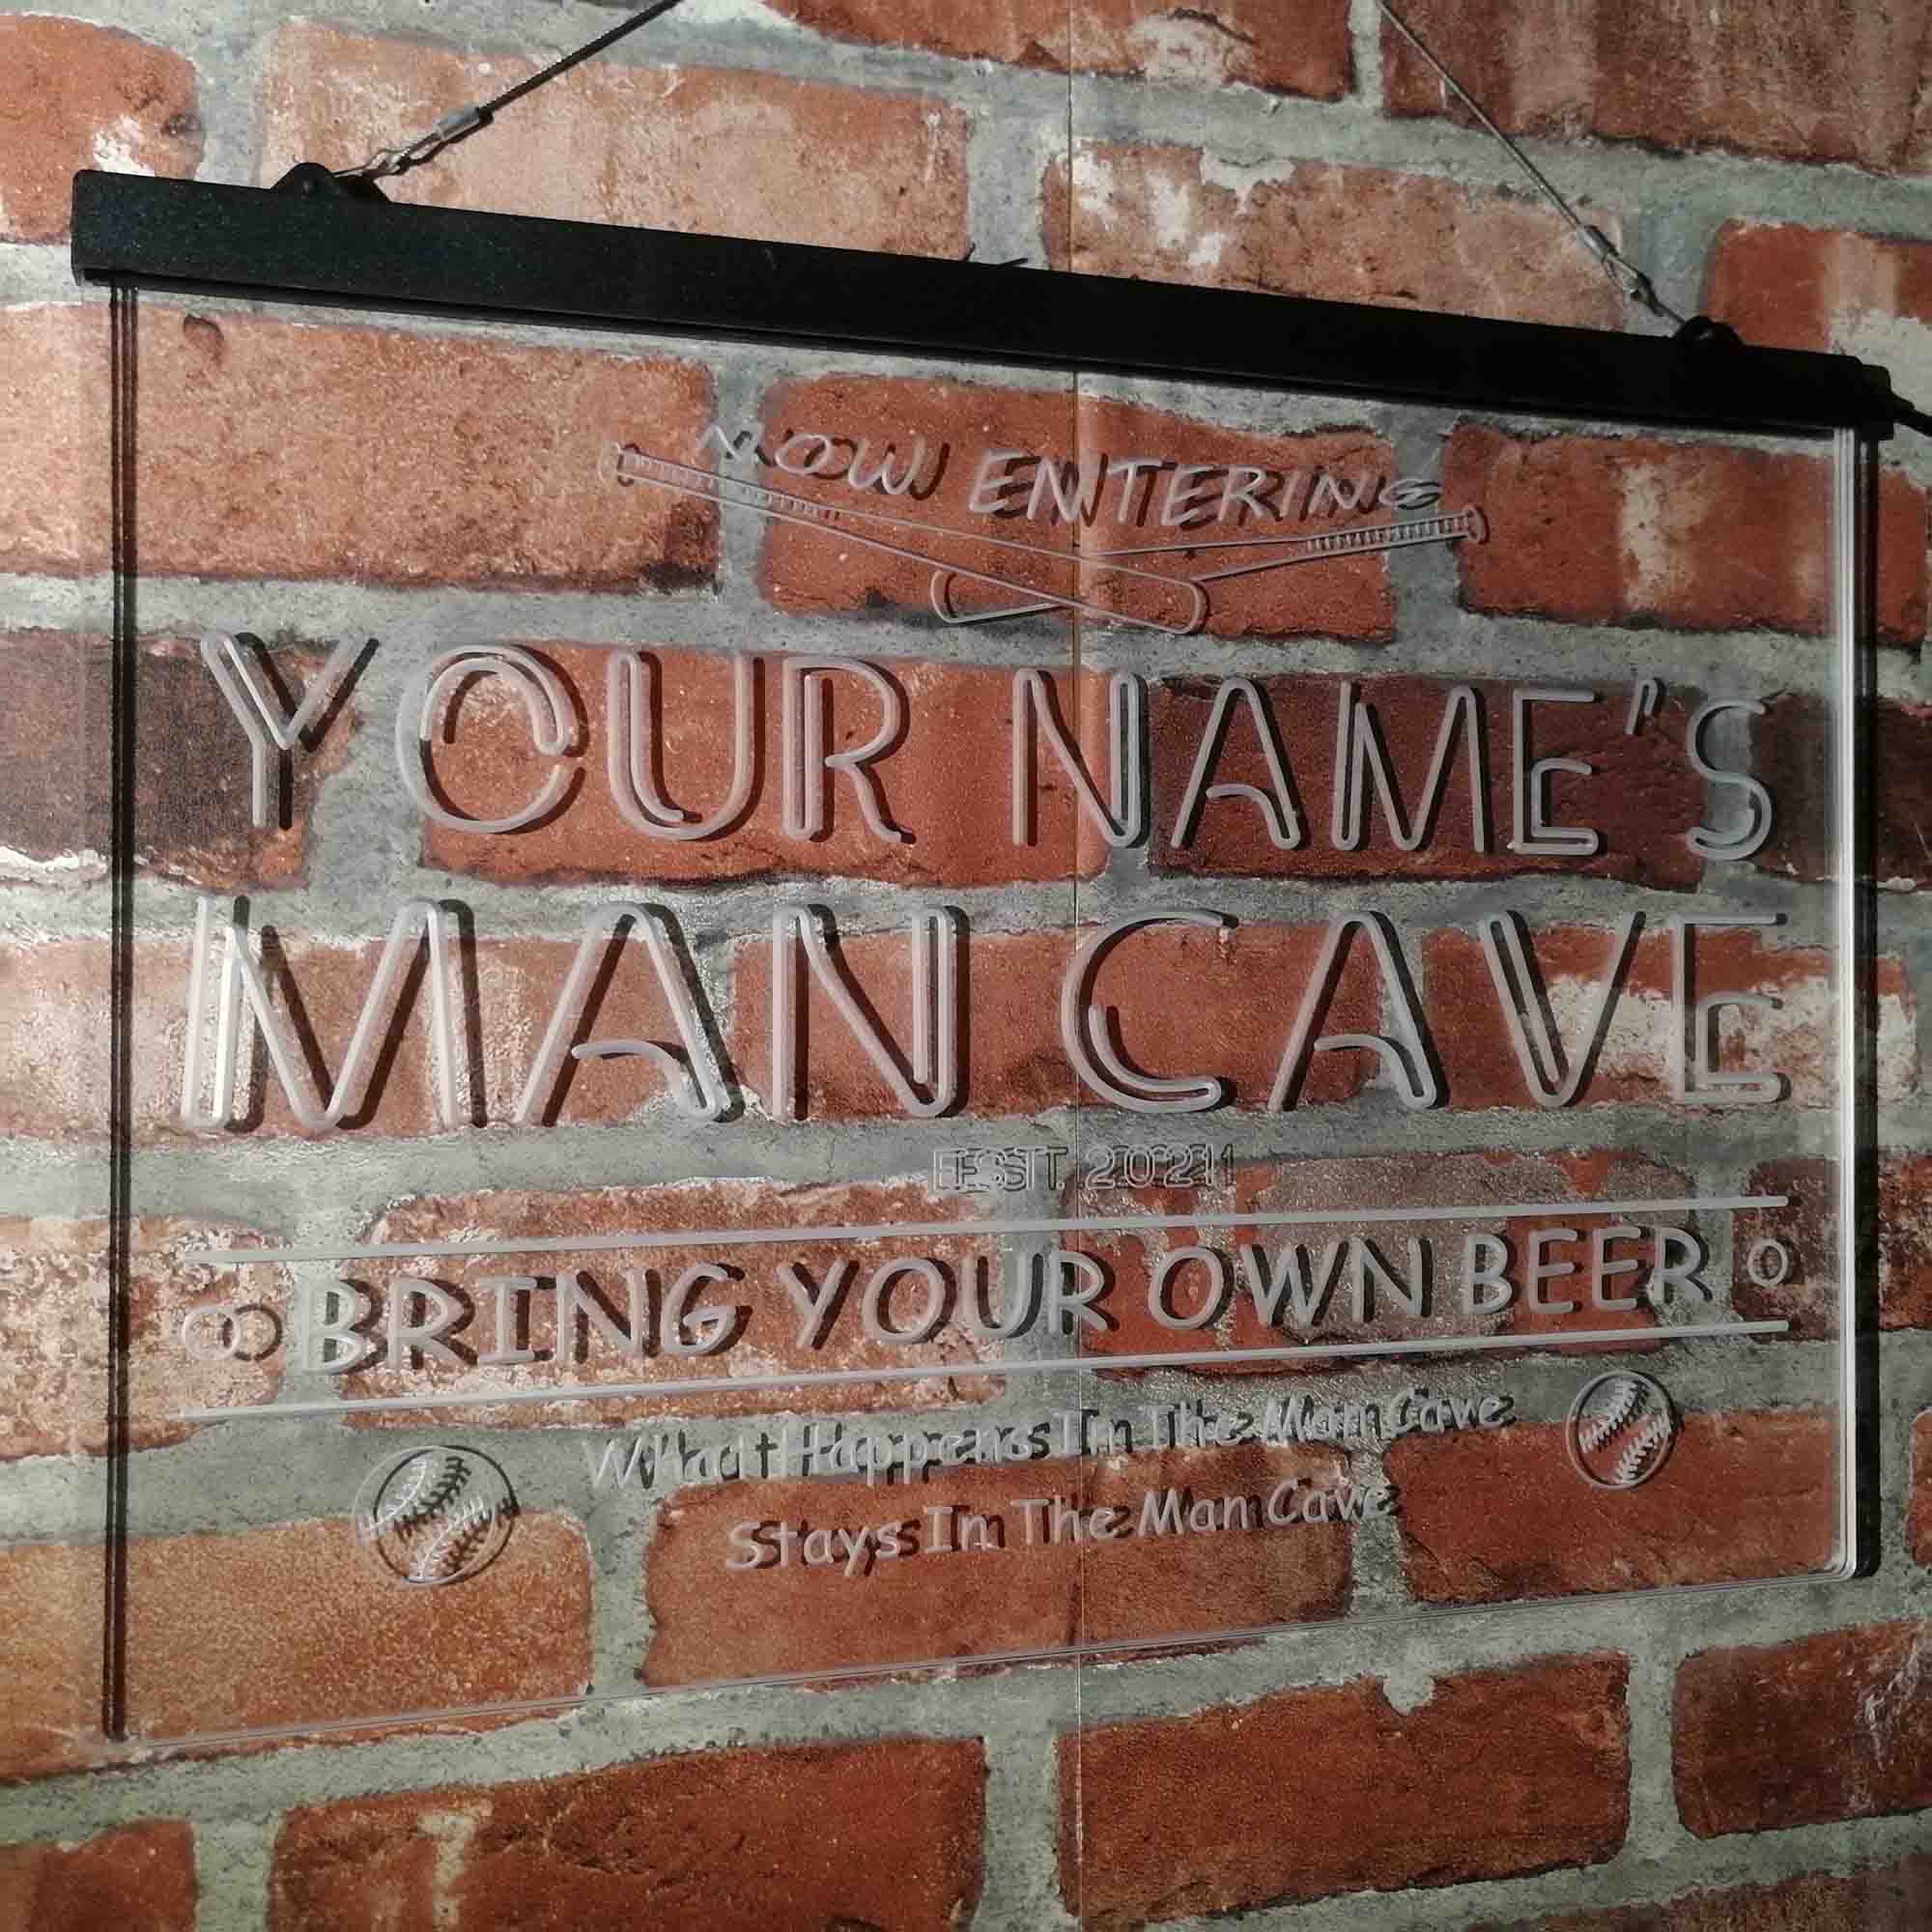 NOW ENTERING
YOUR NAME'S
MAN CAVE
EST. 2021
BRING YOUR OWN BEER
What Happens In The Man Cave
Stays In The Man Cave